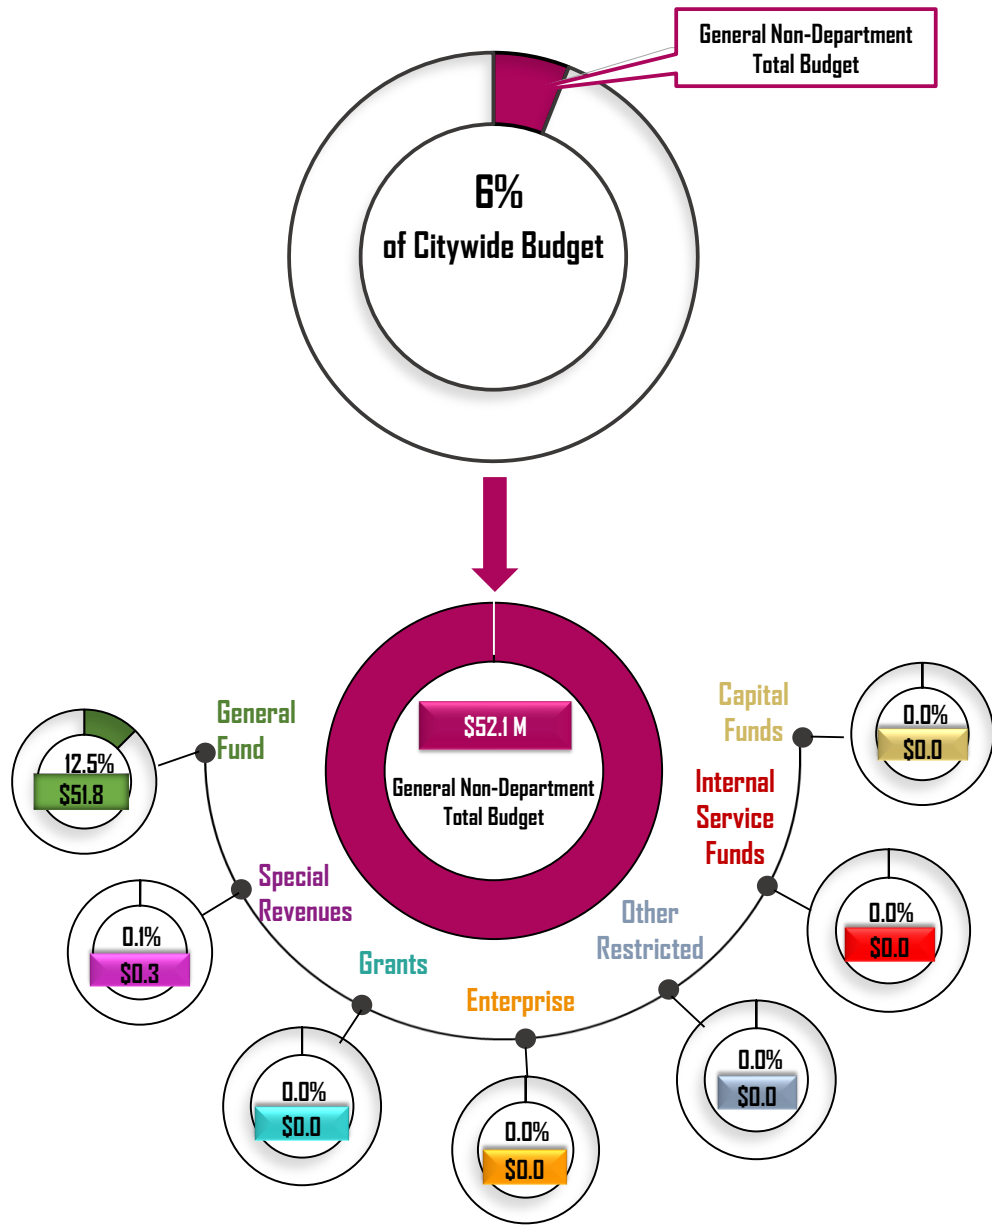 General Non-Department
Total Budget
6%
of Citywide Budget
$52.1 M
General Non-Department
Total Budget
General
Fund
12.5%
$51.8
Special
Revenues
0.1%
$0.3
Grants
0.0%
$0.0
Enterprise
0.0%
$0.0
Other
Restricted
0.0%
$0.0
Internal
Service
Funds
0.0%
$0.0
Capital
Funds
0.0%
$0.0